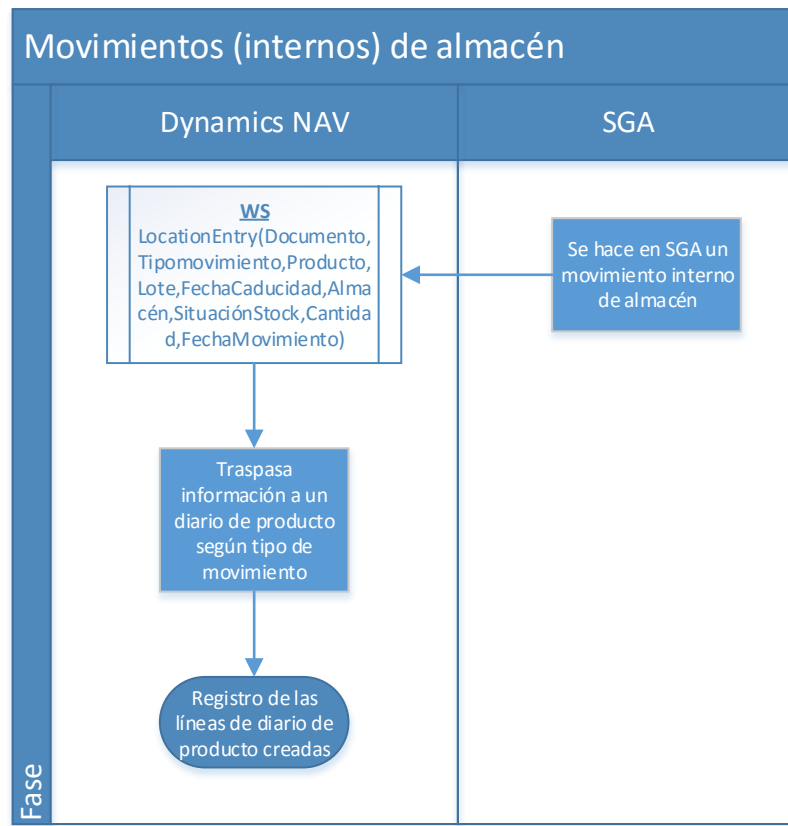 Movimientos (internos) de almacén
Dynamics NAV
SGA
WS
LocationEntry(Documento,
Tipomovimiento,Producto,
Lote,FechaCaducidad,Alma
cén,SituaciónStock,Cantida
d,FechaMovimiento)
Se hace en SGA un
movimiento interno
de almacén
Traspasa
información a un
diario de producto
según tipo de
movimiento
Registro de las
líneas de diario de
producto creadas
Fase